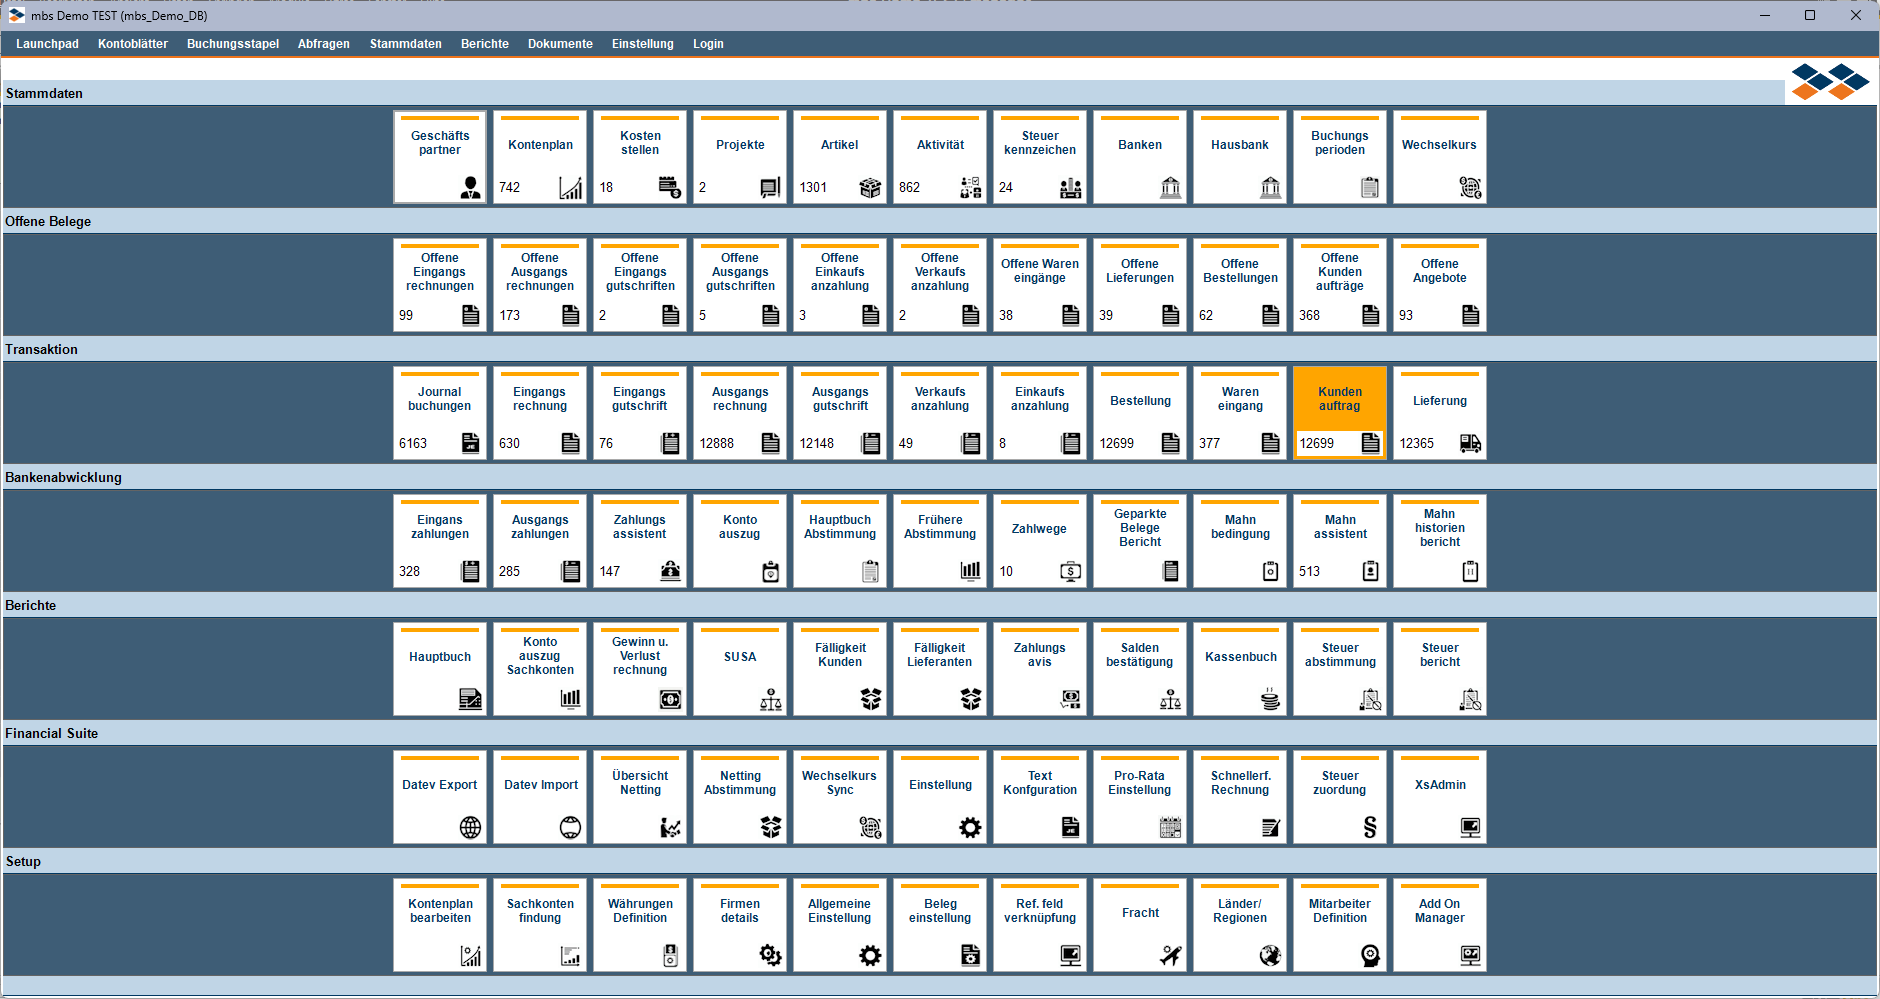 mbs Demo TEST (mbs_Demo_DB)
Launchpad Kontoblätter Buchungsstapel Abfragen Stammdaten Berichte Dokumente Einstellung Login
Stammdaten
Geschäfts
partner
Kontenplan
742
Kosten
stellen
18
Projekte
2
Artikel
1301
Aktivität
862
Steuer
kennzeichen
24
Banken
Hausbank
Buchungs
perioden
Wechselkurs
Offene Belege
Offene
Eingangs
rechnungen
99
Offene
Ausgangs
rechnungen
173
Offene
Eingangs
gutschriften
2
Offene
Ausgangs
gutschriften
5
Offene
Einkaufs
anzahlung
3
Offene
Verkaufs
anzahlung
2
Offene Waren
eingänge
38
Offene
Lieferungen
39
Offene
Bestellungen
62
Offene
Kunden
aufträge
368
Offene
Angebote
93
Transaktion
Journal
buchungen
6163
Eingangs
rechnung
630
Eingangs
gutschrift
76
Ausgangs
rechnung
12888
Ausgangs
gutschrift
12148
Verkaufs
anzahlung
49
Einkaufs
anzahlung
8
Bestellung
12699
Waren
eingang
377
Kunden
auftrag
12699
Lieferung
12365
Bankenabwicklung
Eingans
zahlungen
328
Ausgangs
zahlungen
285
Zahlungs
assistent
147
Konto
auszug
Hauptbuch
Abstimmung
Frühere
Abstimmung
Zahlwege
10
Geparkte
Belege
Bericht
Mahn
bedingung
Mahn
assistent
513
Mahn
historien
bericht
Berichte
Hauptbuch
Konto
auszug
Sachkonten
Gewinn u.
Verlust
rechnung
SUSA
Fälligkeit
Kunden
Fälligkeit
Lieferanten
Zahlungs
avis
Salden
bestätigung
Kassenbuch
Steuer
abstimmung
Steuer
bericht
Financial Suite
Datev Export
Datev Import
Übersicht
Netting
Netting
Abstimmung
Wechselkurs
Sync
Einstellung
Text
Konfguration
Pro-Rata
Einstellung
Schnellerf.
Rechnung
Steuer
zuordung
XsAdmin
Setup
Kontenplan
bearbeiten
Sachkonten
findung
Währungen
Definition
Firmen
details
Allgemeine
Einstellung
Beleg
einstellung
Ref. feld
verknüpfung
Fracht
Länder/
Regionen
Mitarbeiter
Definition
Add On
Manager